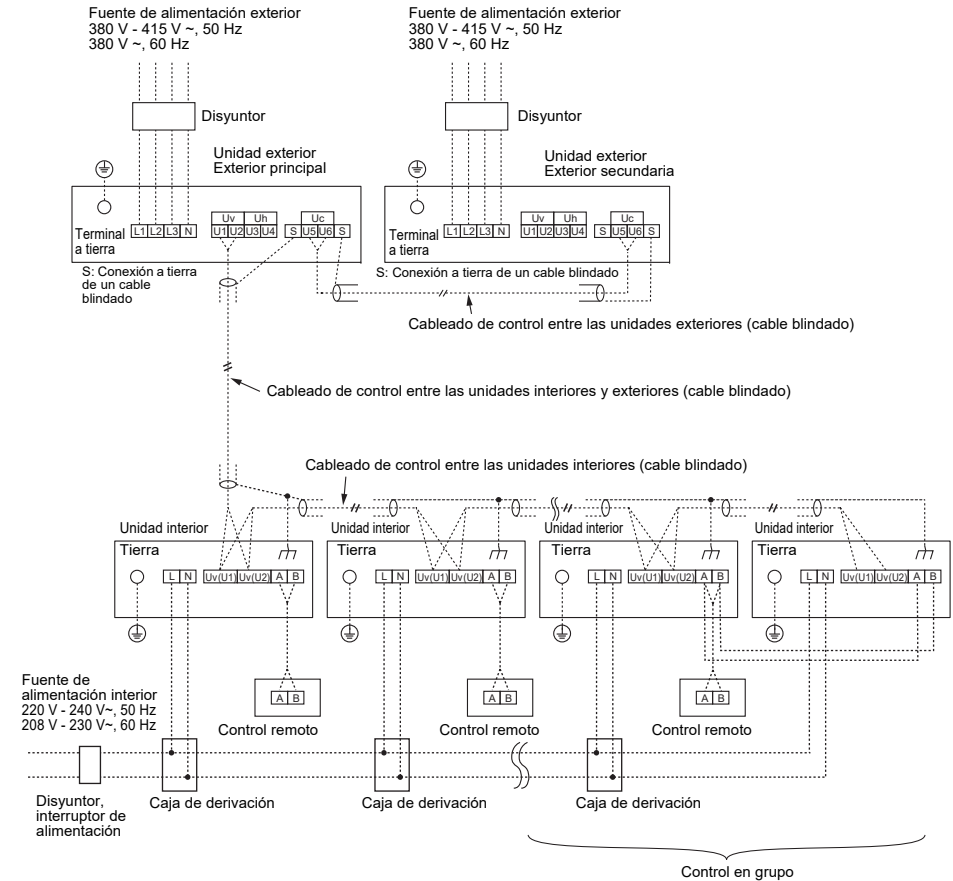 Fuente de alimentación exterior
380 V - 415 V ~, 50 Hz
380 V ~, 60 Hz
Fuente de alimentación exterior
380 V - 415 V ~, 50 Hz
380 V ~, 60 Hz
Disyuntor
Disyuntor
Unidad exterior
Exterior principal
Unidad exterior
Exterior secundaria
Terminal
a tierra
L1 L2 L3 N
Uv Uh
U1 U2 U3 U4
Uc
S U5 U6 S
Terminal
a tierra
L1 L2 L3 N
Uv Uh
U1 U2 U3 U4
Uc
S U5 U6 S
S: Conexión a tierra
de un cable
blindado
S: Conexión a tierra de un cable blindado
Cableado de control entre las unidades exteriores (cable blindado)
Cableado de control entre las unidades interiores y exteriores (cable blindado)
Cableado de control entre las unidades interiores (cable blindado)
Unidad interior
Unidad interior
Unidad interior
Unidad interior
Tierra
Tierra
Tierra
Tierra
L N Uv(U1) Uv(U2) A B
L N Uv(U1) Uv(U2) A B
L N Uv(U1) Uv(U2) A B
L N Uv(U1) Uv(U2) A B
Fuente de
alimentación interior
220 V - 240 V~, 50 Hz
208 V - 230 V~, 60 Hz
A B
A B
A B
Control remoto
Control remoto
Control remoto
Disyuntor,
interruptor de
alimentación
Caja de derivación
Caja de derivación
Caja de derivación
Control en grupo